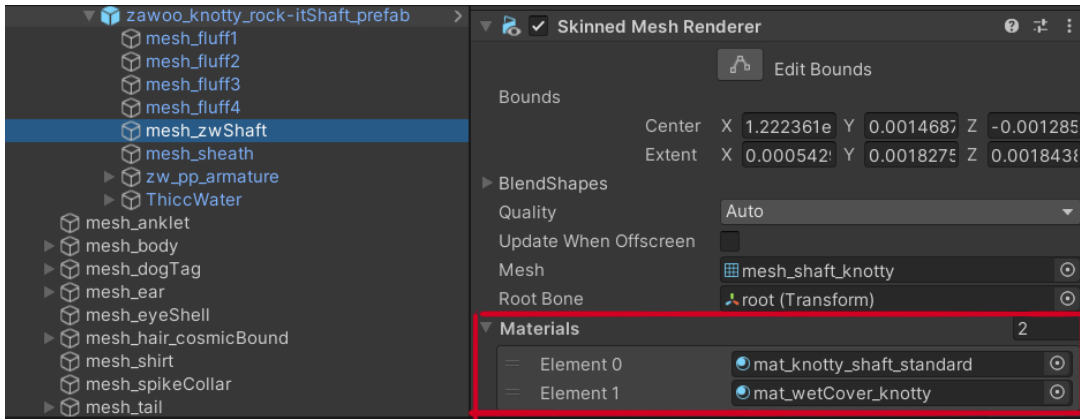 zawoo_knotty_rock-itShaft_prefab
mesh_fluff1
mesh_fluff2
mesh_fluff3
mesh_fluff4
mesh_zwShaft
mesh_sheath
zw_pp_armature
ThiccWater
mesh_anklet
mesh_body
mesh_dogTag
mesh_ear
mesh_eyeShell
mesh_hair_cosmicBound
mesh_shirt
mesh_spikeCollar
mesh_tail
Skinned Mesh Renderer
Edit Bounds
Bounds
Center X 1.222361e Y 0.0014687 Z -0.001285
Extent X 0.0005429 Y 0.0018275 Z 0.0018438
BlendShapes
Quality Auto
Update When Offscreen
Mesh mesh_shaft_knotty
Root Bone root (Transform)
Materials 2
Element 0 mat_knotty_shaft_standard
Element 1 mat_wetCover_knotty